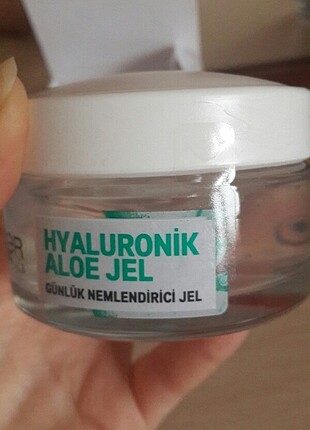 HYALURONİK
ALOE JEL
GÜNLÜK NEMLENDİRİCİ JEL